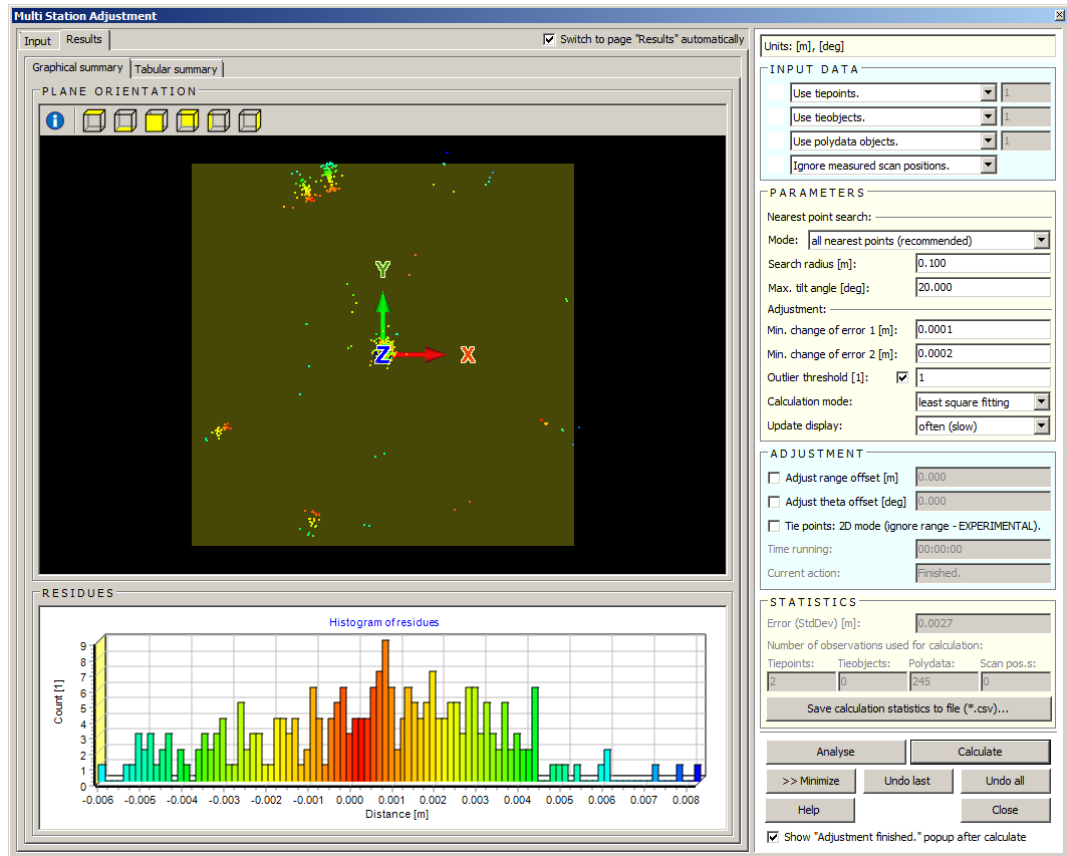 Multi Station Adjustment
Input Results Switch to page "Results" automatically
Graphical summary Tabular summary
PLANE ORIENTATION
Y
Z X
RESIDUES
Histogram of residues
Count [1]
9
8
7
6
5
4
3
2
1
0
-0.006 -0.005 -0.004 -0.003 -0.002 -0.001 0.000 0.001 0.002 0.003 0.004 0.005 0.006 0.007 0.008
Distance [m]
Units: [m], [deg]
INPUT DATA
Use tiepoints. 1
Use tieobjects. 1
Use polydata objects. 1
Ignore measured scan positions.
PARAMETERS
Nearest point search:
Mode: all nearest points (recommended)
Search radius [m]: 0.100
Max. tilt angle [deg]: 20.000
Adjustment:
Min. change of error 1 [m]: 0.0001
Min. change of error 2 [m]: 0.0002
Outlier threshold [1]: 1
Calculation mode: least square fitting
Update display: often (slow)
ADJUSTMENT
Adjust range offset [m] 0.000
Adjust theta offset [deg] 0.000
Tie points: 2D mode (ignore range - EXPERIMENTAL).
Time running: 00:00:00
Current action: Finished.
STATISTICS
Error (StdDev) [m]: 0.0027
Number of observations used for calculation:
Tiepoints: Tieobjects: Polydata: Scan pos.s:
2 0 245 0
Save calculation statistics to file (*.csv)...
Analyse Calculate
>> Minimize Undo last Undo all
Help Close
Show "Adjustment finished." popup after calculate